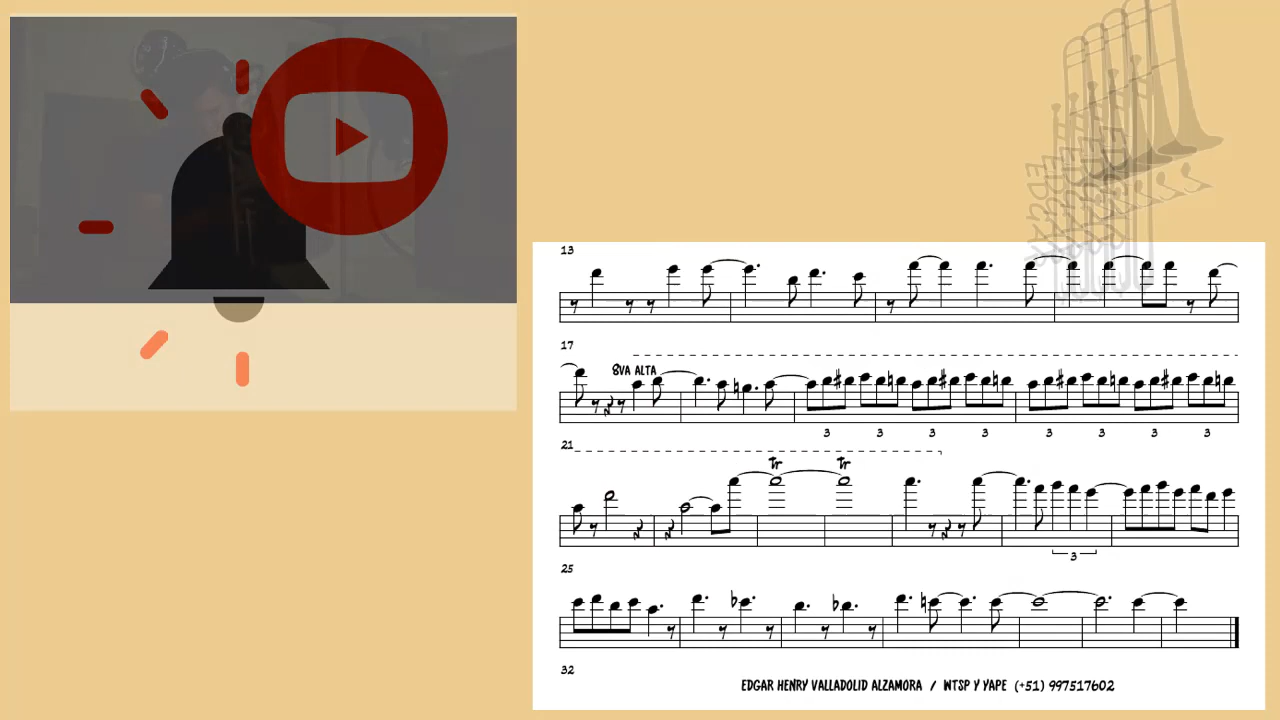 13
17
8VA ALTA
3 3 3 3 3 3 3 3
21
tr tr
3
25
32
EDGAR HENRY VALLADOLID ALZAMORA / WTSP Y YAPE (+51) 997517602